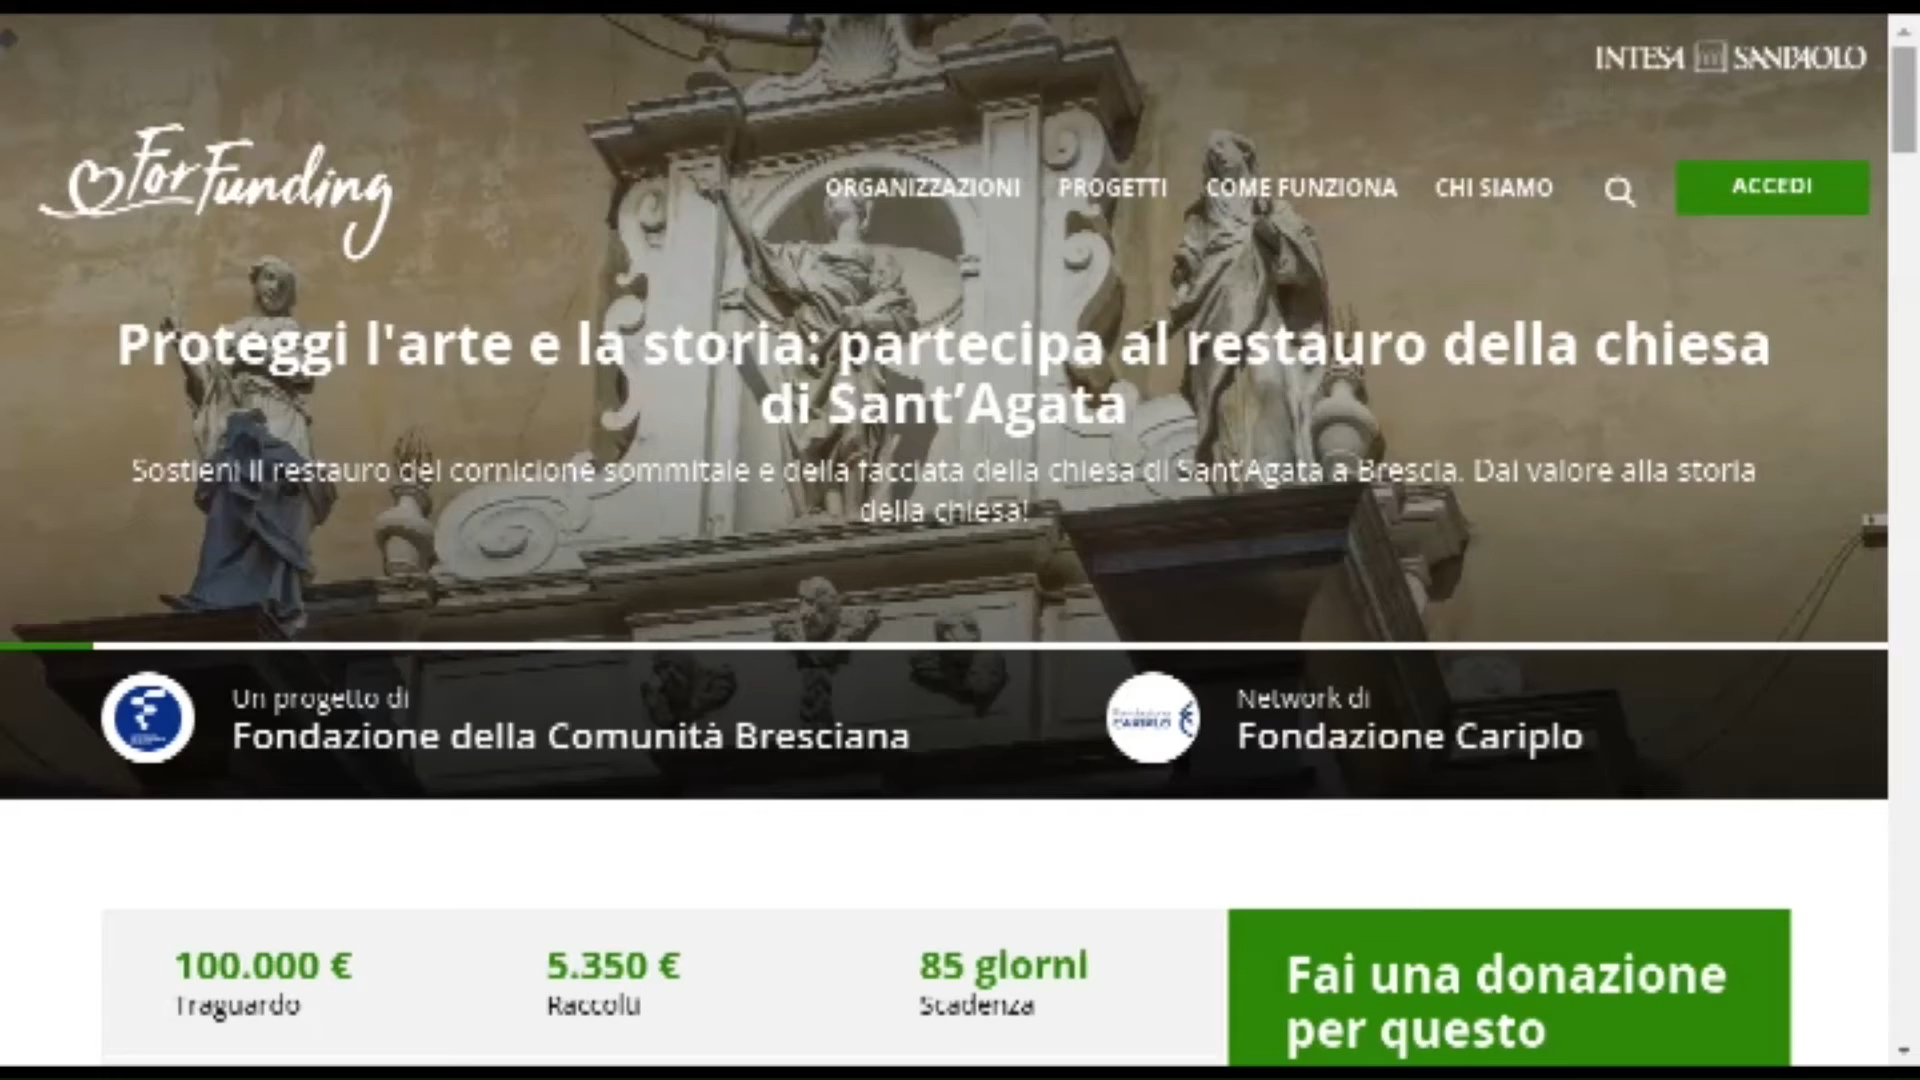 INTESA SANPAOLO
ForFunding
ORGANIZZAZIONI PROGETTI COME FUNZIONA CHI SIAMO ACCEDI
Proteggi l'arte e la storia: partecipa al restauro della chiesa
di Sant’Agata
Sostieni il restauro del cornicione sommitale e della facciata della chiesa di Sant'Agata a Brescia. Dai valore alla storia
della chiesa!
Un progetto di
Fondazione della Comunità Bresciana
Fondazione
CARIPLO
Network di
Fondazione Cariplo
100.000 € 5.350 € 85 giorni
Traguardo Raccolti Scadenza
Fai una donazione
per questo